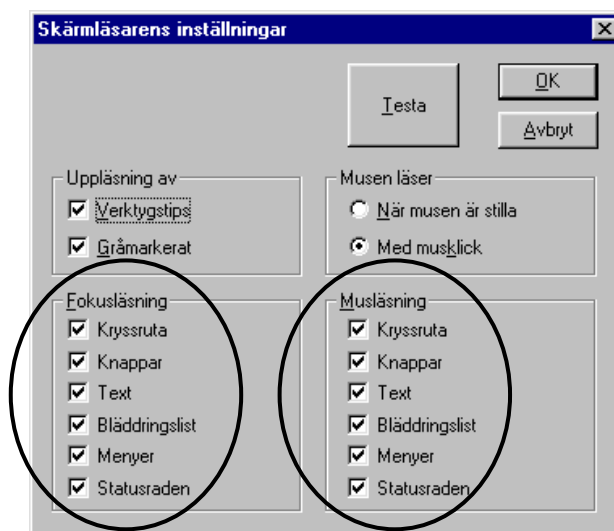 Skärmläsarens inställningar
Testa
OK
Avbryt
Uppläsning av
Verktygstips
Gråmarkerat
Musen läser
När musen är stilla
Med musklick
Fokusläsning
Kryssruta
Knappar
Text
Bläddringslist
Menyer
Statusraden
Musläsning
Kryssruta
Knappar
Text
Bläddringslist
Menyer
Statusraden